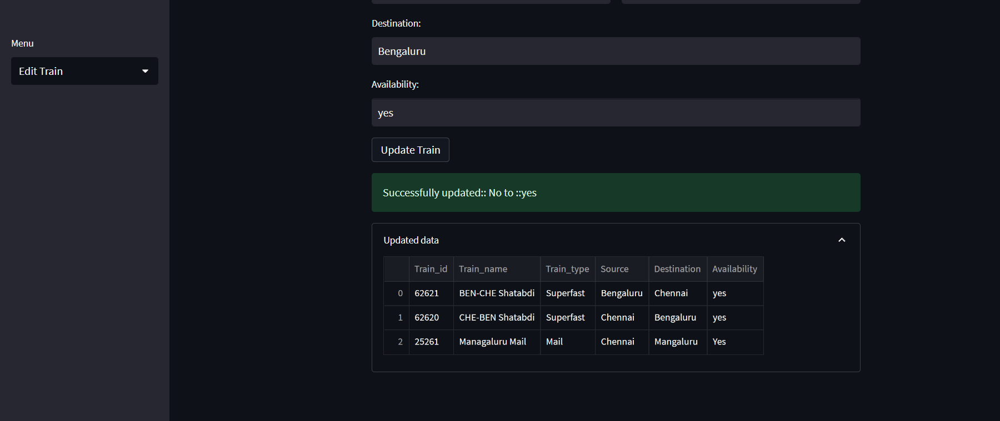 Menu
Edit Train
Destination:
Bengaluru
Availability:
yes
Update Train
Successfully updated:: No to ::yes
Updated data
Train_id Train_name Train_type Source Destination Availability
0 62621 BEN-CHE Shatabdi Superfast Bengaluru Chennai yes
1 62620 CHE-BEN Shatabdi Superfast Chennai Bengaluru yes
2 25261 Managaluru Mail Mail Chennai Mangaluru Yes